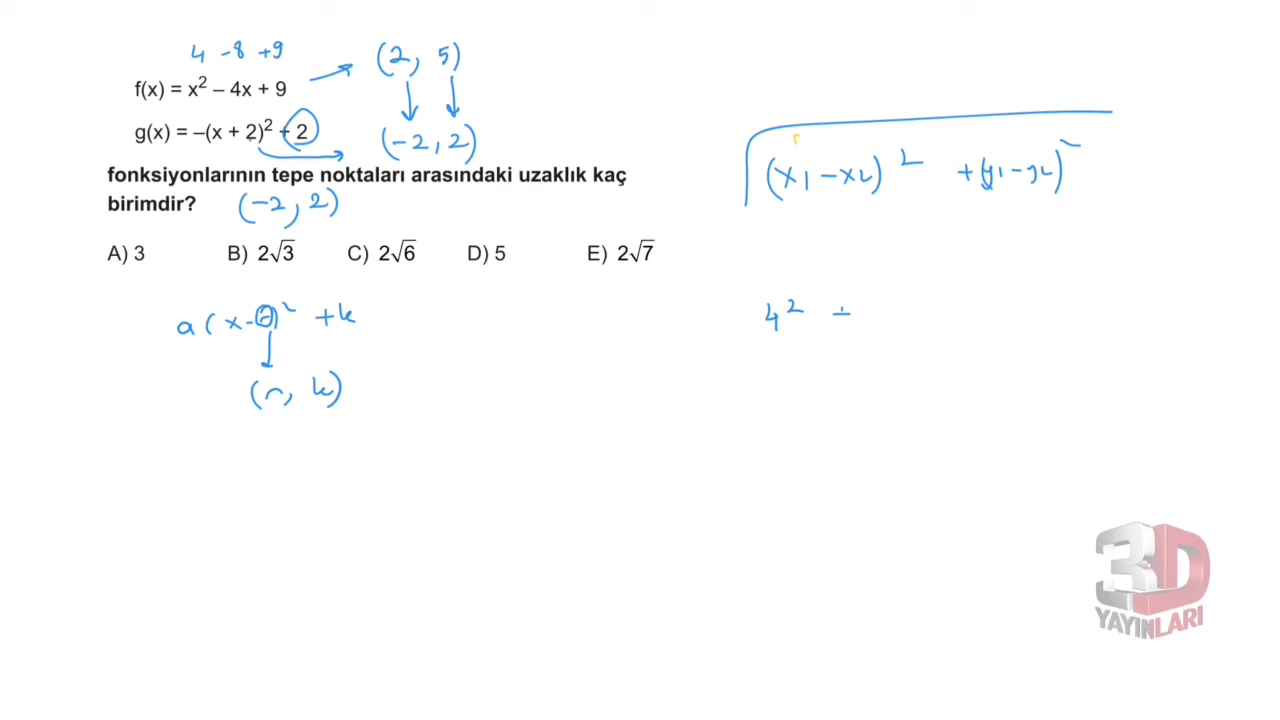 4 -8 +9
(2, 5)
f(x) = x² – 4x + 9
g(x) = –(x + 2)² + 2
(-2, 2)
fonksiyonlarının tepe noktaları arasındaki uzaklık kaç
birimdir? (-2, 2)
A) 3 B) 2√3 C) 2√6 D) 5 E) 2√7
a(x-r)² +k
(r, k)
√(x1-x2)² +(y1-y2)²
4² +
3D
YAYINLARI